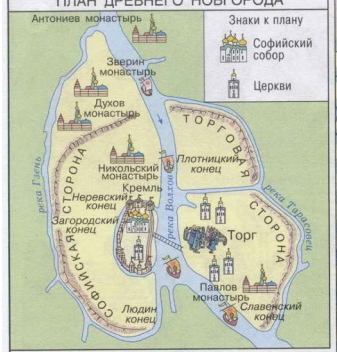 ПЛАН ДРЕВНЕГО НОВГОРОДА
Антониев монастырь
Знаки к плану
Софийский
собор
Церкви
Зверин
монастырь
Духов
монастырь
ТОРГОВАЯ
СТОРОНА
Плотницкий
конец
Никольский
монастырь
Кремль
Неревский
конец
Загородский
конец
СОФИЙСКАЯ СТОРОНА
река Гзень
река Волхов
река Тарасовец
Торг
Павлов
монастырь
Славенский
конец
Людин
конец